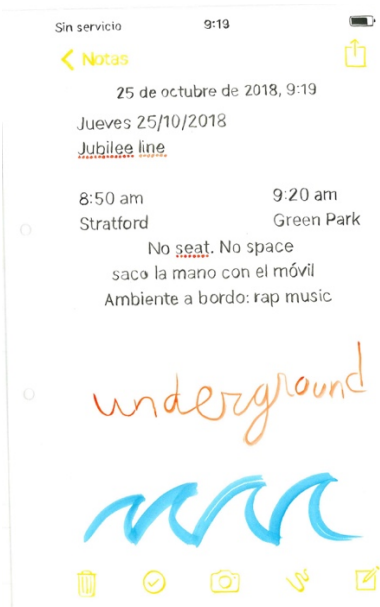 Sin servicio 9:19
Notas
25 de octubre de 2018, 9:19
Jueves 25/10/2018
Jubilee line
8:50 am 9:20 am
Stratford Green Park
No seat. No space
saco la mano con el móvil
Ambiente a bordo: rap music
underground